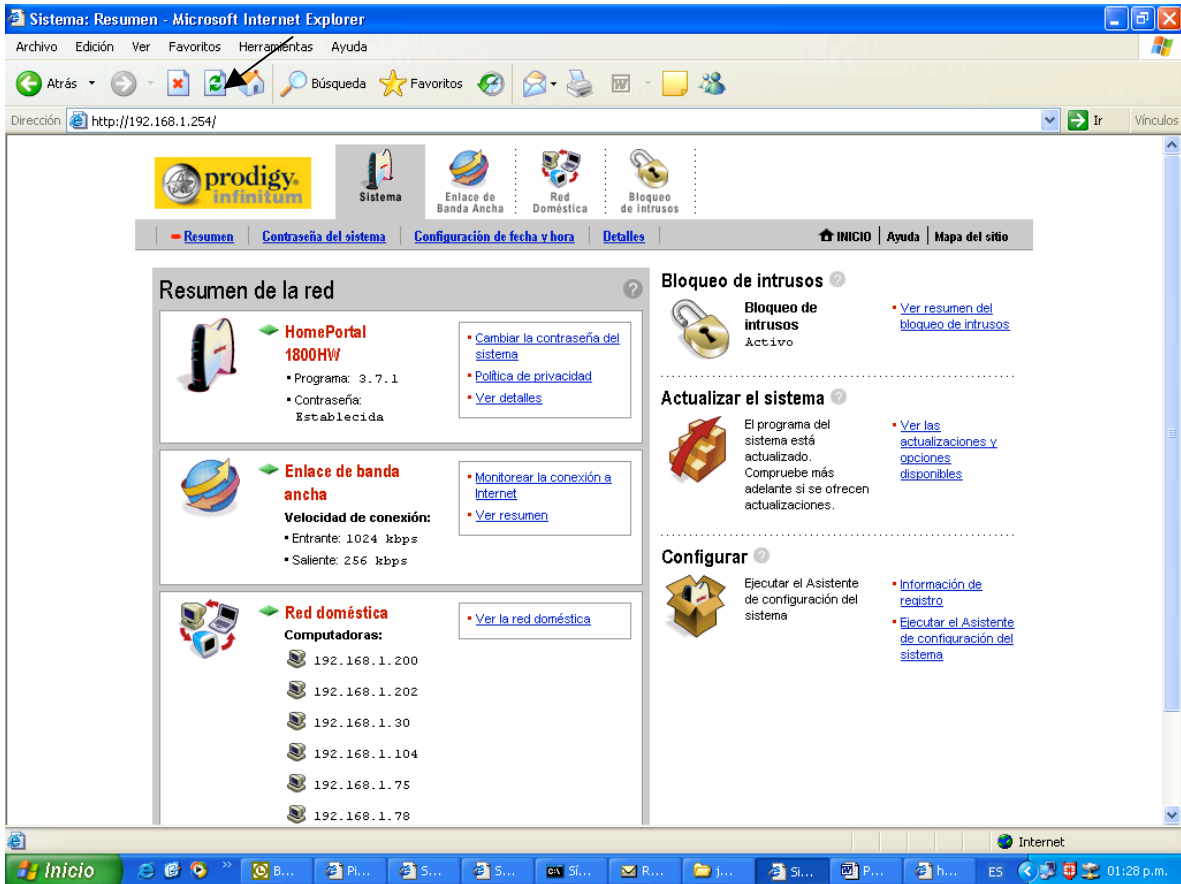 Sistema: Resumen - Microsoft Internet Explorer
Archivo Edición Ver Favoritos Herramientas Ayuda
Atrás Búsqueda Favoritos
Dirección http://192.168.1.254/ Ir Vínculos
prodigy.
infinitum
Sistema
Enlace de
Banda Ancha
Red
Doméstica
Bloqueo
de intrusos
Resumen Contraseña del sistema Configuración de fecha y hora Detalles INICIO Ayuda Mapa del sitio
Resumen de la red
HomePortal
1800HW
Programa: 3.7.1
Contraseña:
Establecida
Cambiar la contraseña del
sistema
Política de privacidad
Ver detalles
Enlace de banda
ancha
Velocidad de conexión:
Entrante: 1024 kbps
Saliente: 256 kbps
Monitorear la conexión a
Internet
Ver resumen
Red doméstica
Computadoras:
192.168.1.200
192.168.1.202
192.168.1.30
192.168.1.104
192.168.1.75
192.168.1.78
Ver la red doméstica
Bloqueo de intrusos
Bloqueo de
intrusos
Activo
Ver resumen del
bloqueo de intrusos
Actualizar el sistema
El programa del
sistema está
actualizado.
Compruebe más
adelante si se ofrecen
actualizaciones.
Ver las
actualizaciones y
opciones
disponibles
Configurar
Ejecutar el Asistente
de configuración del
sistema
Información de
registro
Ejecutar el Asistente
de configuración del
sistema
Internet
Inicio B... Pi... S... S... Sí... R... j... Si... P... h... ES 01:28 p.m.